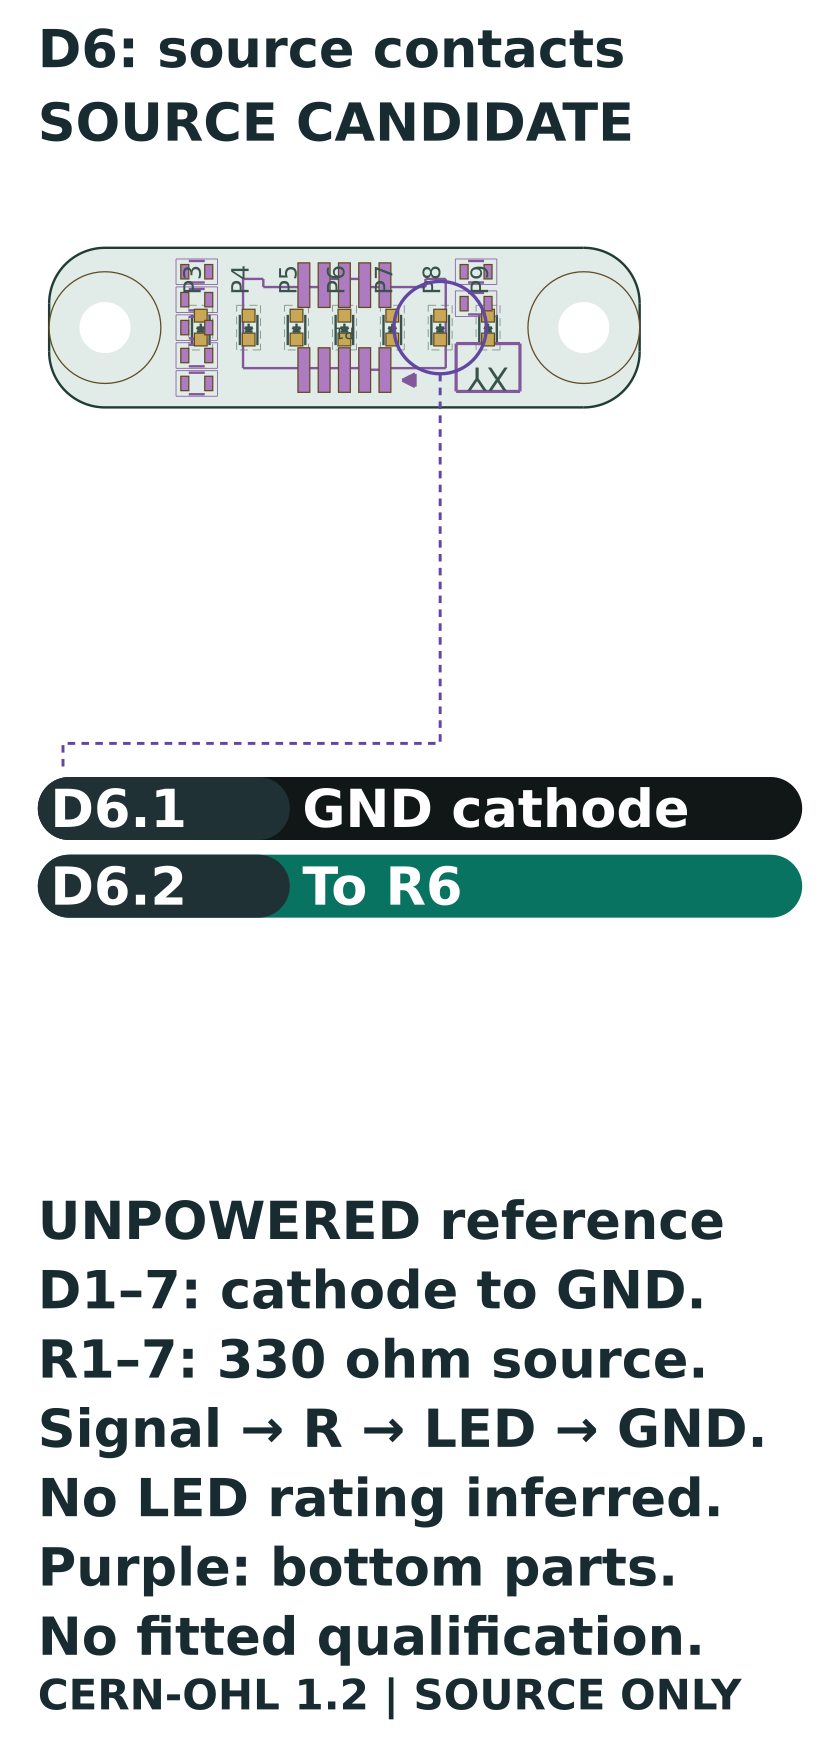 D6: source contacts
SOURCE CANDIDATE
P3 P4 P5 P6 P7 P8 P9
XY
D6.1 GND cathode
D6.2 To R6
UNPOWERED reference
D1–7: cathode to GND.
R1–7: 330 ohm source.
Signal → R → LED → GND.
No LED rating inferred.
Purple: bottom parts.
No fitted qualification.
CERN-OHL 1.2 | SOURCE ONLY